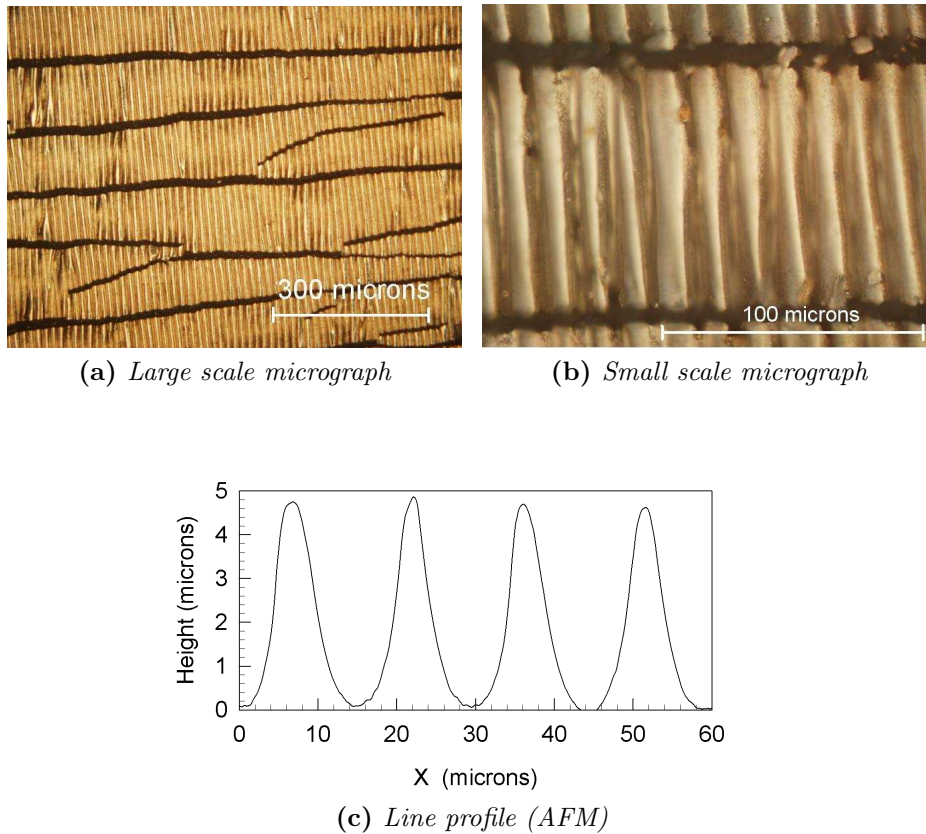 300 microns
100 microns
(a) Large scale micrograph
(b) Small scale micrograph
5
4
3
2
1
0
Height (microns)
0 10 20 30 40 50 60
X (microns)
(c) Line profile (AFM)